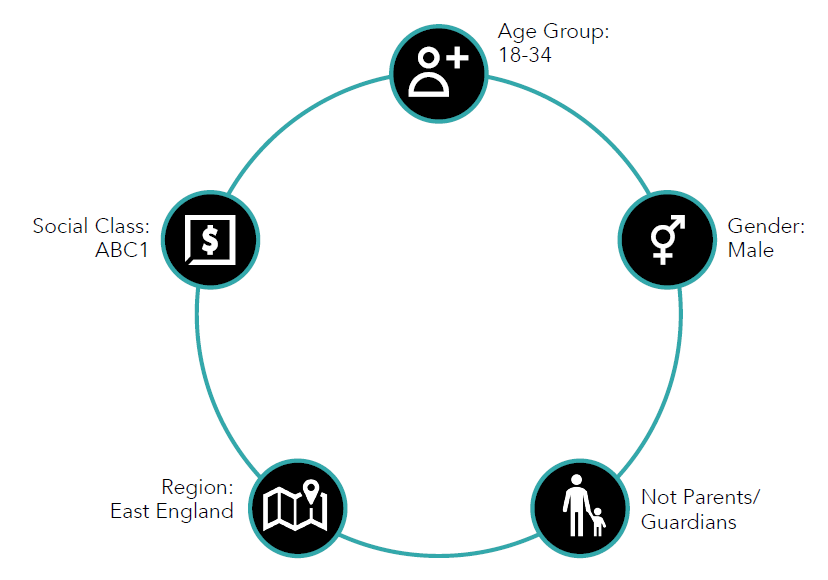 Age Group:
18-34
Social Class:
ABC1
Gender:
Male
Region:
East England
Not Parents/
Guardians
$